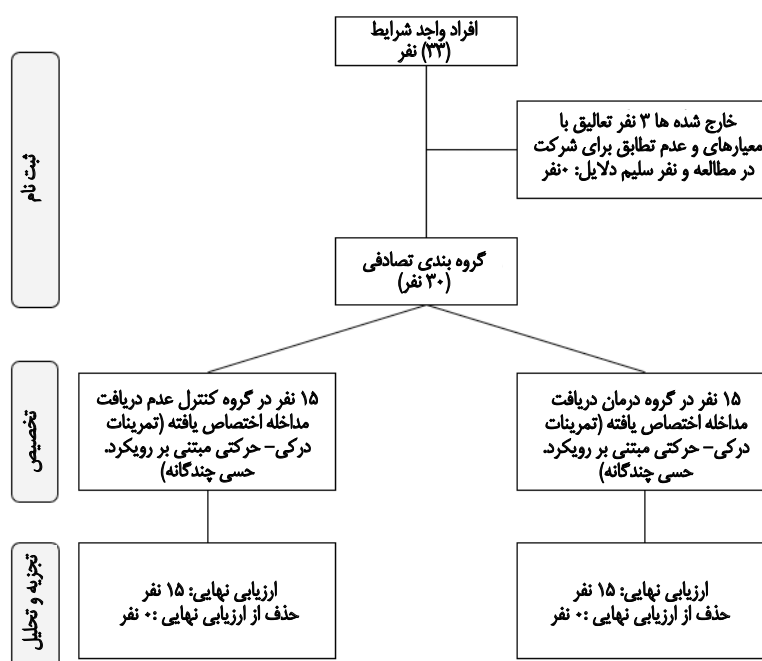 افراد واجد شرایط
(۳۳) نفر
خارج شده ها ۳ نفر تعالیق با
معیارهای و عدم تطابق برای شرکت
در مطالعه و نفر سلیم دلایل: ۰نفر
ثبت نام
گروه بندی تصادفی
(۳۰ نفر)
۱۵ نفر در گروه درمان دریافت
مداخله اختصاص یافته (تمرینات
درکی– حرکتی مبتنی بر رویکرد.
حسی چندگانه)
۱۵ نفر در گروه کنترل عدم دریافت
مداخله اختصاص یافته (تمرینات
درکی– حرکتی مبتنی بر رویکرد.
حسی چندگانه)
تخصیص
ارزیابی نهایی: ۱۵ نفر
حذف از ارزیابی نهایی :۰ نفر
ارزیابی نهایی: ۱۵ نفر
حذف از ارزیابی نهایی :۰ نفر
تجزیه و تحلیل